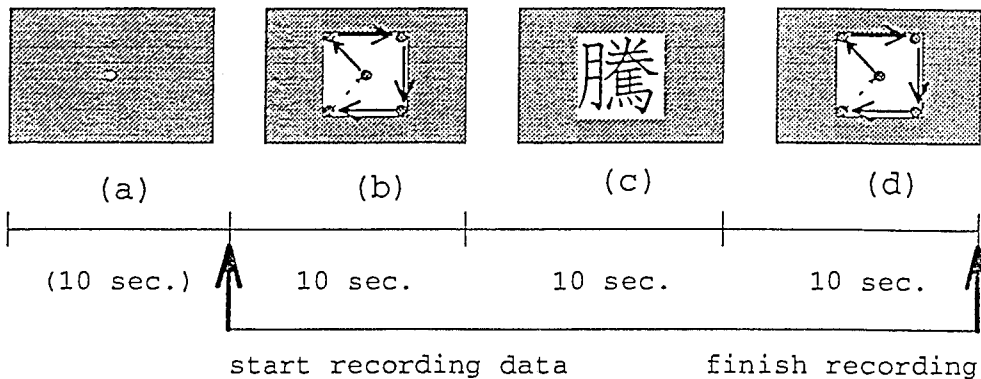 騰
(a) (b) (c) (d)
(10 sec.) 10 sec. 10 sec. 10 sec.
start recording data finish recording